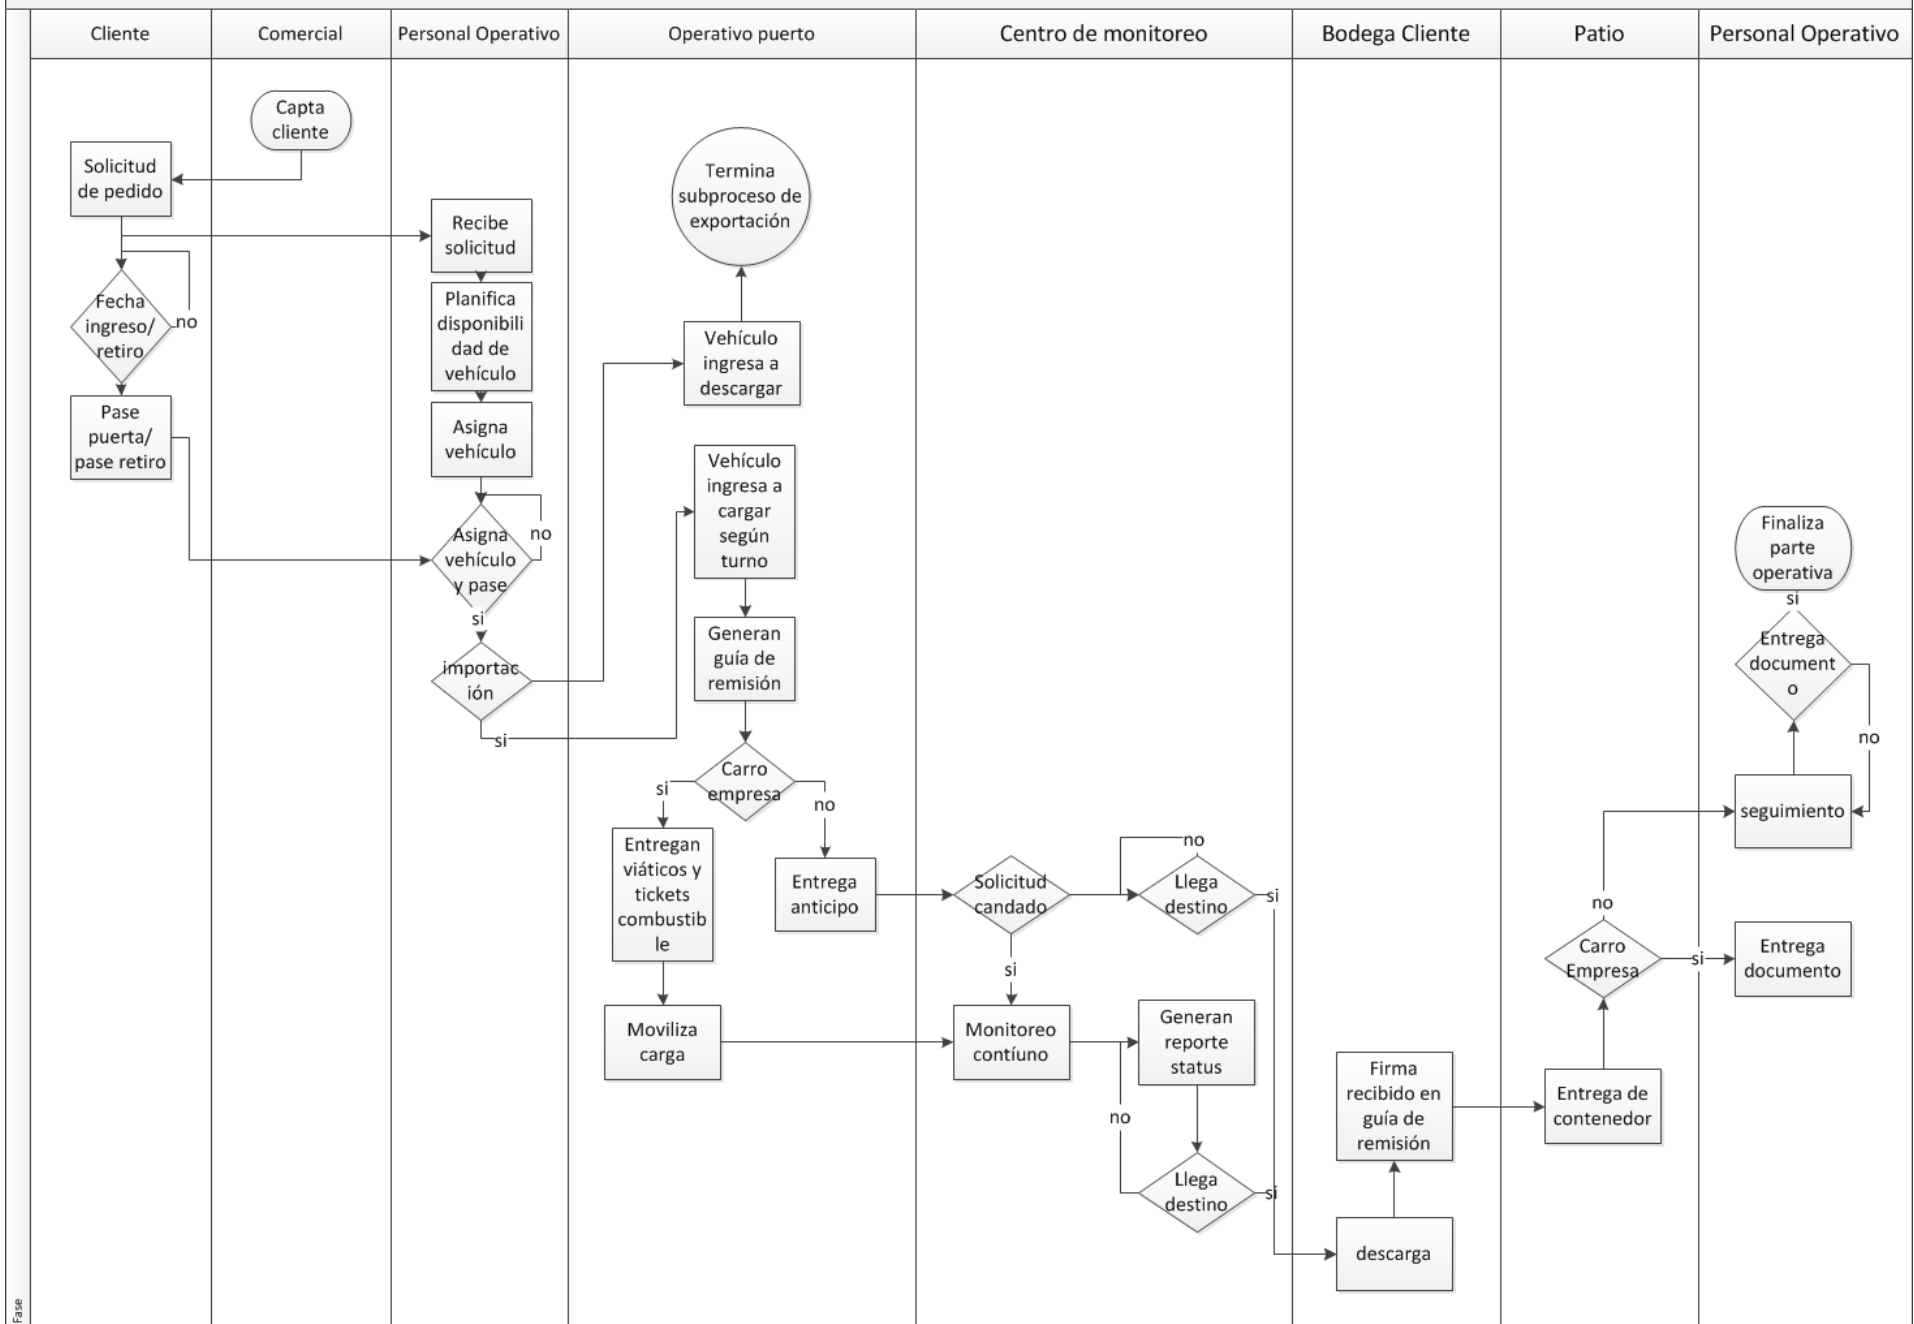 Cliente
Comercial
Personal Operativo
Operativo puerto
Centro de monitoreo
Bodega Cliente
Patio
Personal Operativo
Capta
cliente
Solicitud
de pedido
Fecha
ingreso/
retiro
no
Pase
puerta/
pase retiro
Recibe
solicitud
Planifica
disponibili
dad de
vehículo
Asigna
vehículo
Asigna
vehículo
y pase
no
si
importac
ión
si
Termina
subproceso de
exportación
Vehículo
ingresa a
descargar
Vehículo
ingresa a
cargar
según
turno
Generan
guía de
remisión
Carro
empresa
si
no
Entregan
viáticos y
tickets
combustib
le
Entrega
anticipo
Moviliza
carga
Solicitud
candado
si
no
Llega
destino
si
Monitoreo
contíuno
Generan
reporte
status
no
Llega
destino
si
descarga
Firma
recibido en
guía de
remisión
Entrega de
contenedor
Carro
Empresa
no
si
Entrega
documento
seguimiento
Entrega
document
o
no
si
Finaliza
parte
operativa
Fase